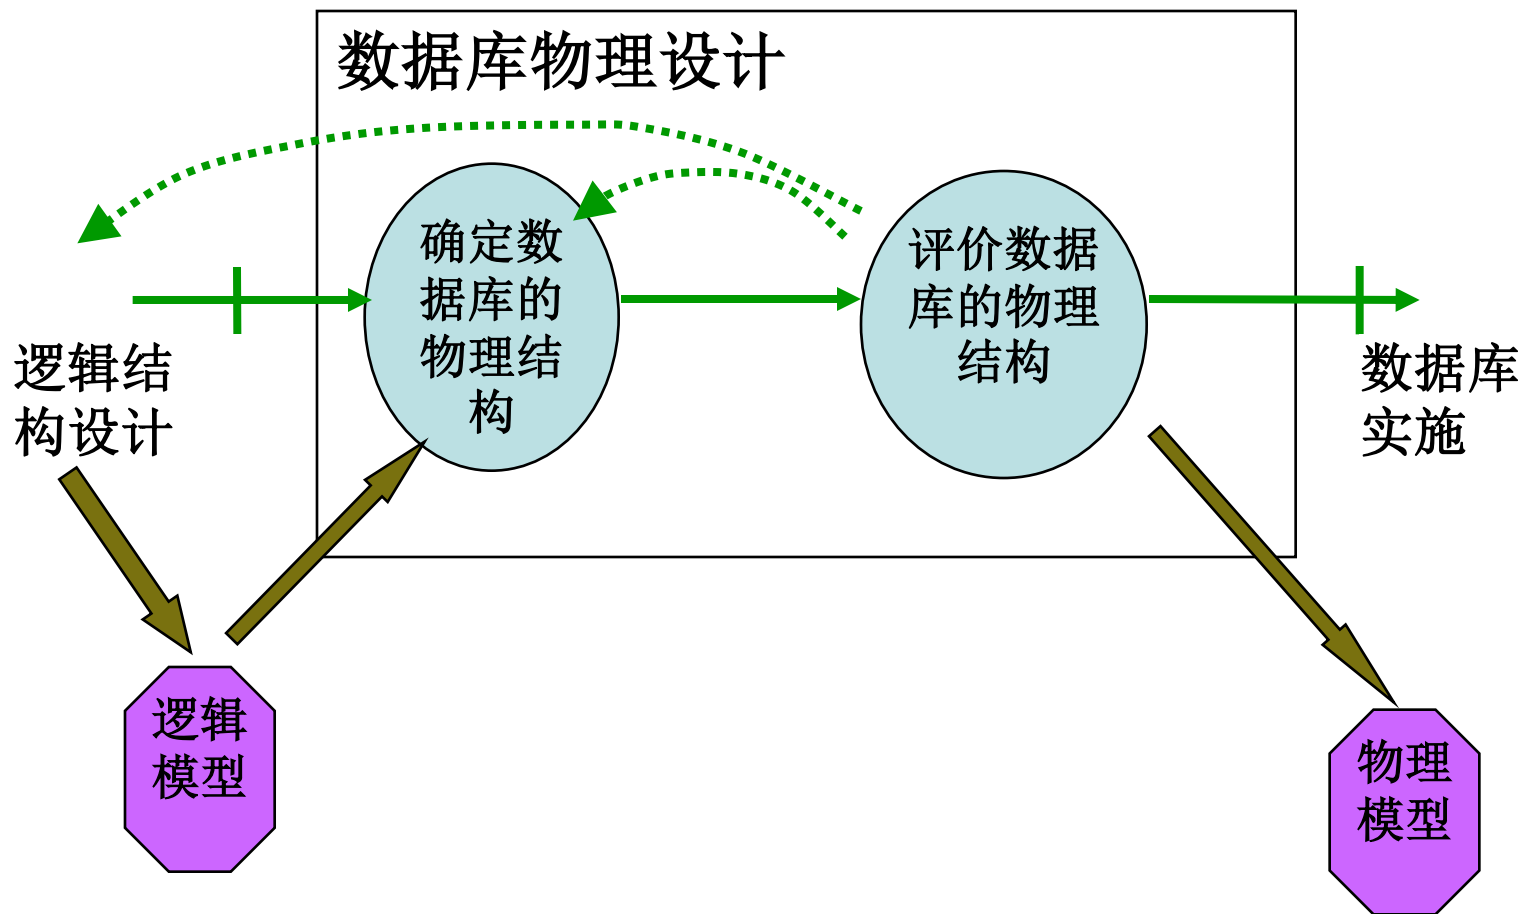 数据库物理设计
确定数
据库的
物理结
构
评价数据
库的物理
结构
逻辑结
构设计
数据库
实施
逻辑
模型
物理
模型